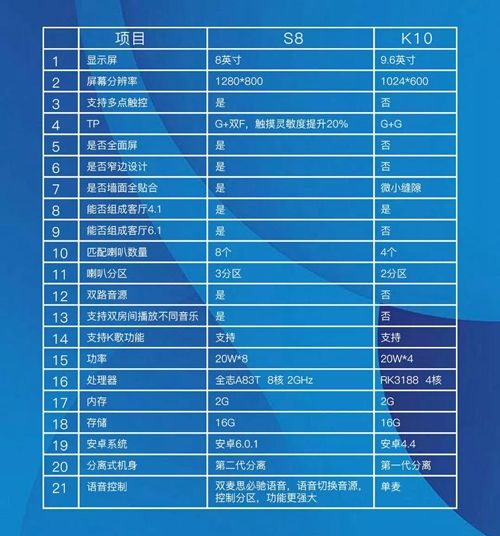 项目 S8 K10
1 显示屏 8英寸 9.6英寸
2 屏幕分辨率 1280*800 1024*600
3 支持多点触控 是 否
4 TP G+双F，触摸灵敏度提升20% G+G
5 是否全面屏 是 否
6 是否窄边设计 是 否
7 是否墙面全贴合 是 微小缝隙
8 能否组成客厅4.1 是 是
9 能否组成客厅6.1 是 否
10 匹配喇叭数量 8个 4个
11 喇叭分区 3分区 2分区
12 双路音源 是 否
13 支持双房间播放不同音乐 是 否
14 支持K歌功能 支持 支持
15 功率 20W*8 20W*4
16 处理器 全志A83T 8核 2GHz RK3188 4核
17 内存 2G 2G
18 存储 16G 16G
19 安卓系统 安卓6.0.1 安卓4.4
20 分离式机身 第二代分离 第一代分离
21 语音控制 双麦思必驰语音，语音切换音源， 单麦
控制分区，功能更强大